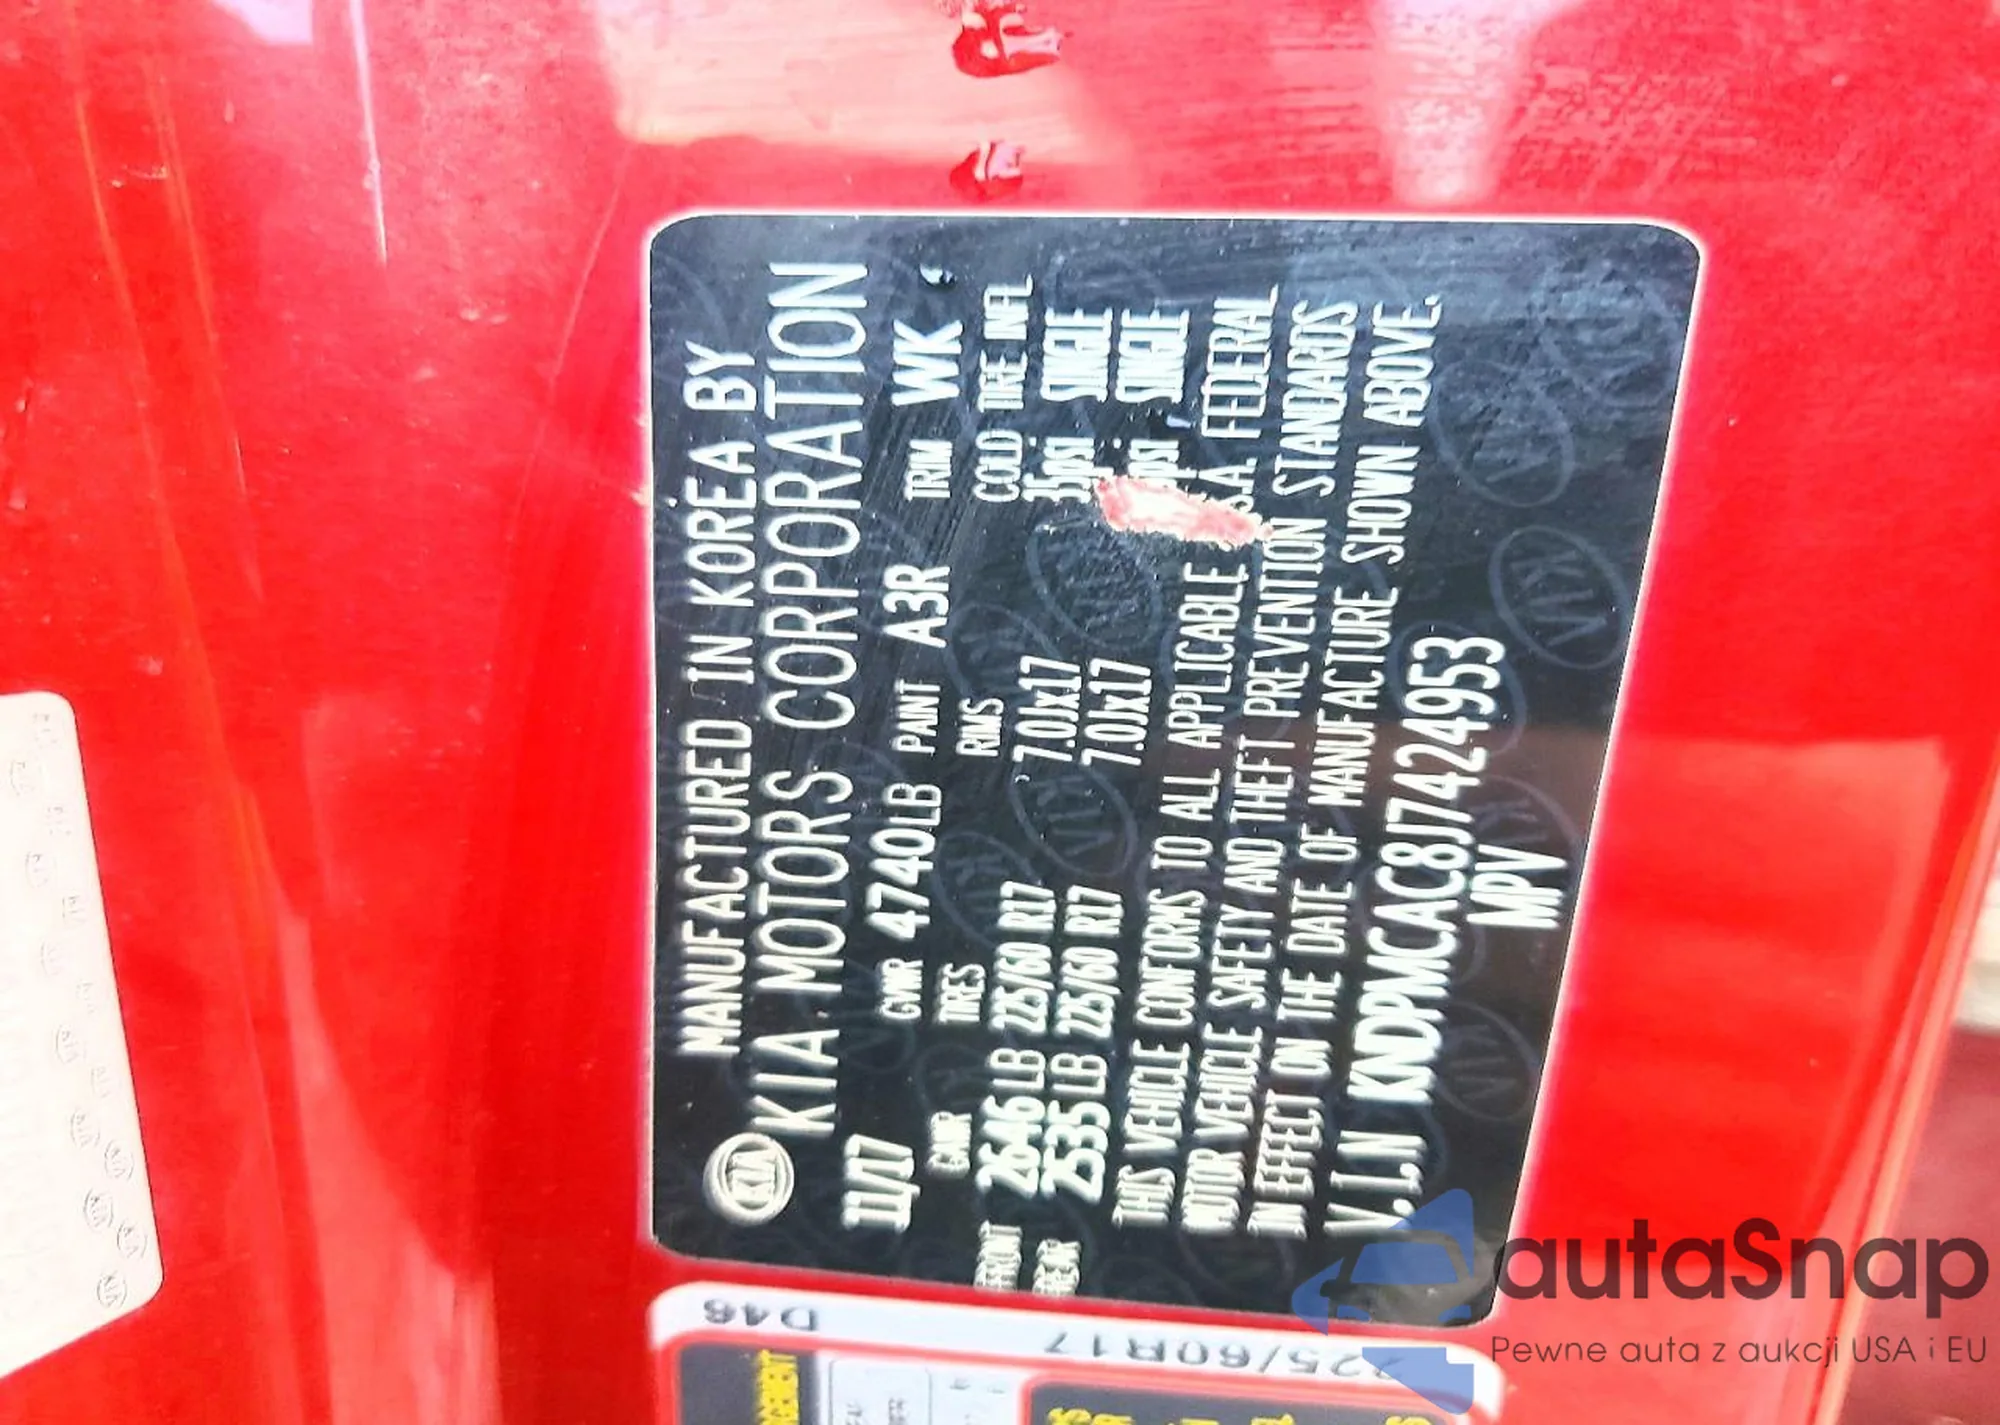 MANUFACTURED IN KOREA BY
KIA KIA MOTORS CORPORATION
11/17 GVWR 4740LB PAINT A3R TRIM WK
GAWR TIRES RIMS COLD TIRE INFL
FRONT 2646LB 225/60 R17 7.0Jx17 35psi SINGLE
REAR 2535LB 225/60 R17 7.0Jx17 psi SINGLE
THIS VEHICLE CONFORMS TO ALL APPLICABLE S.A. FEDERAL
MOTOR VEHICLE SAFETY AND THEFT PREVENTION STANDARDS
IN EFFECT ON THE DATE OF MANUFACTURE SHOWN ABOVE.
V.I.N KNDPMCAC8J7424953
MPV
D46
225/60R17
autaSnap
Pewne auta z aukcji USA i EU